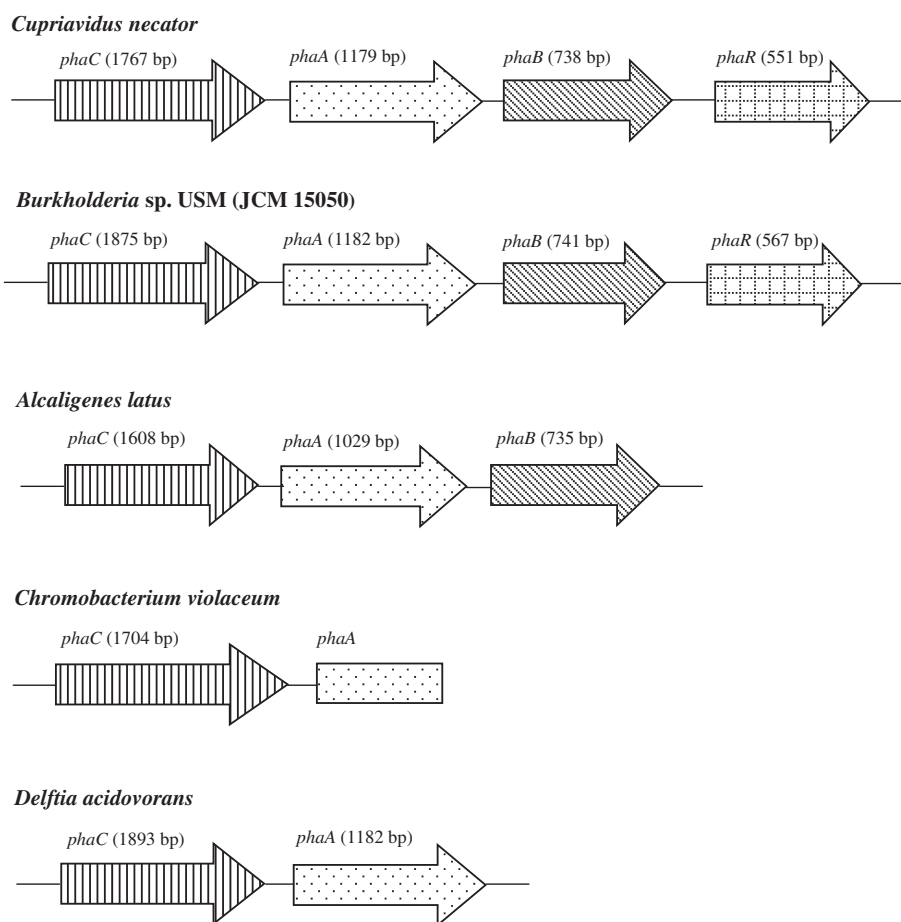 Cupriavidus necator
phaC (1767 bp) phaA (1179 bp) phaB (738 bp) phaR (551 bp)
Burkholderia sp. USM (JCM 15050)
phaC (1875 bp) phaA (1182 bp) phaB (741 bp) phaR (567 bp)
Alcaligenes latus
phaC (1608 bp) phaA (1029 bp) phaB (735 bp)
Chromobacterium violaceum
phaC (1704 bp) phaA
Delftia acidovorans
phaC (1893 bp) phaA (1182 bp)